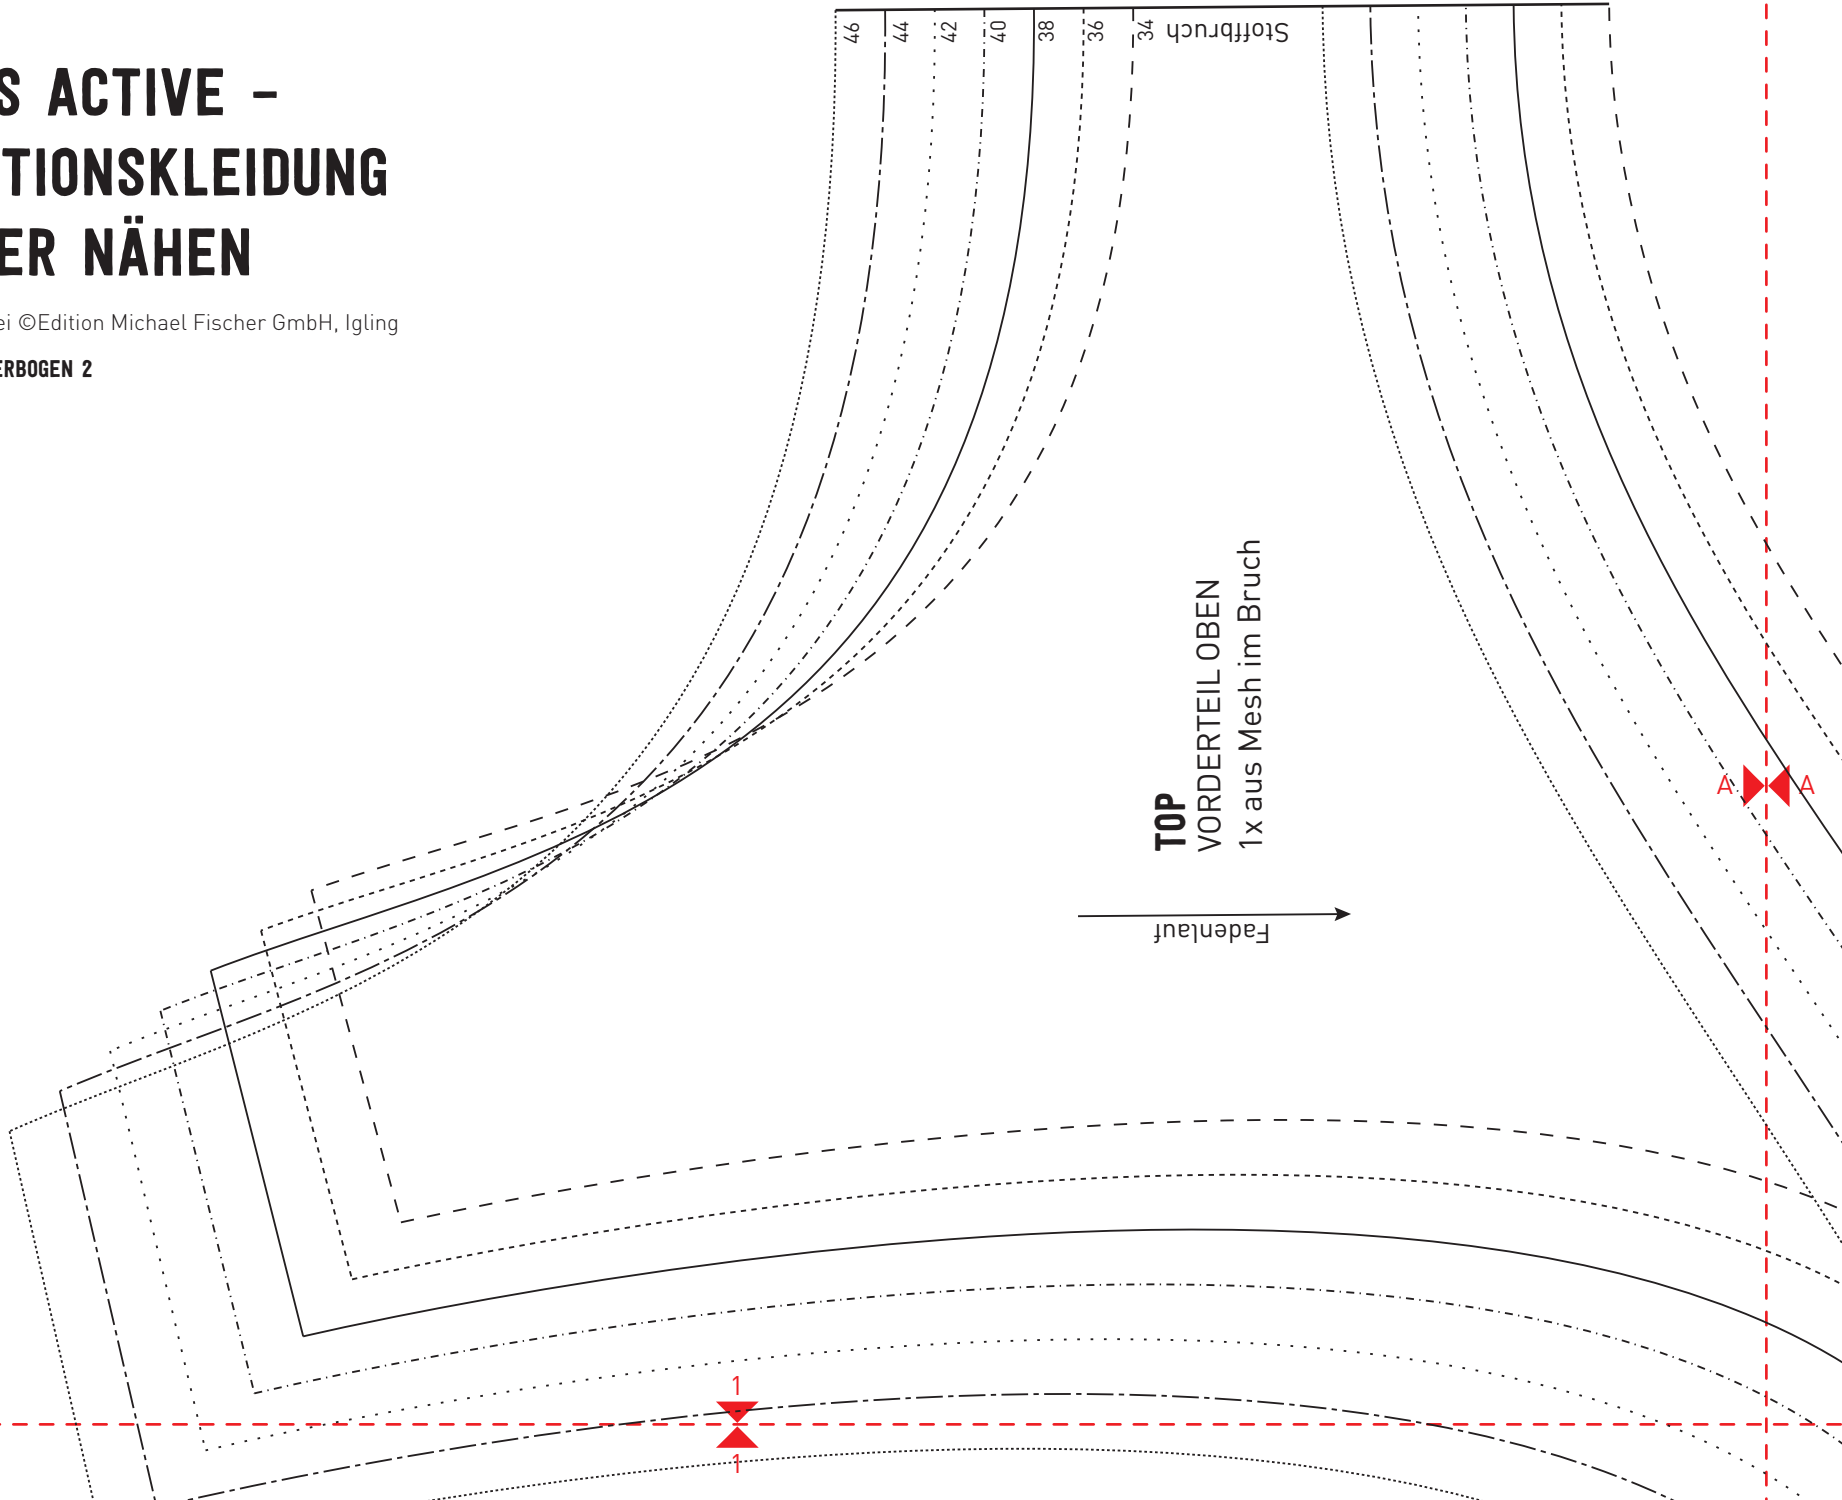 S ACTIVE –
TIONSKLEIDUNG
ER NÄHEN
ei ©Edition Michael Fischer GmbH, Igling
ERBOGEN 2
46
44
42
40
38
36
34
Stoffbruch
TOP
VORDERTEIL OBEN
1x aus Mesh im Bruch
Fadenlauf
A A
1
1